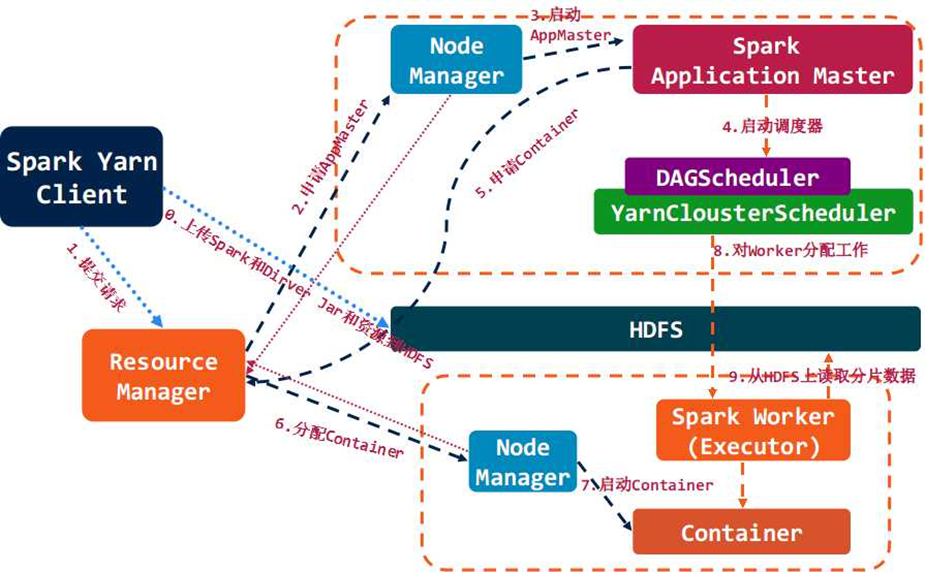 3.启动
AppMaster
Node
Manager
Spark
Application Master
2.申请AppMaster
5.申请Container
4.启动调度器
Spark Yarn
Client
DAGScheduler
YarnClousterScheduler
0.上传Spark和Dirver Jar和资源到HDFS
8.对Worker分配工作
1.提交请求
HDFS
Resource
Manager
9.从HDFS上读取分片数据
Spark Worker
(Executor)
6.分配Container
Node
Manager
7.启动Container
Container